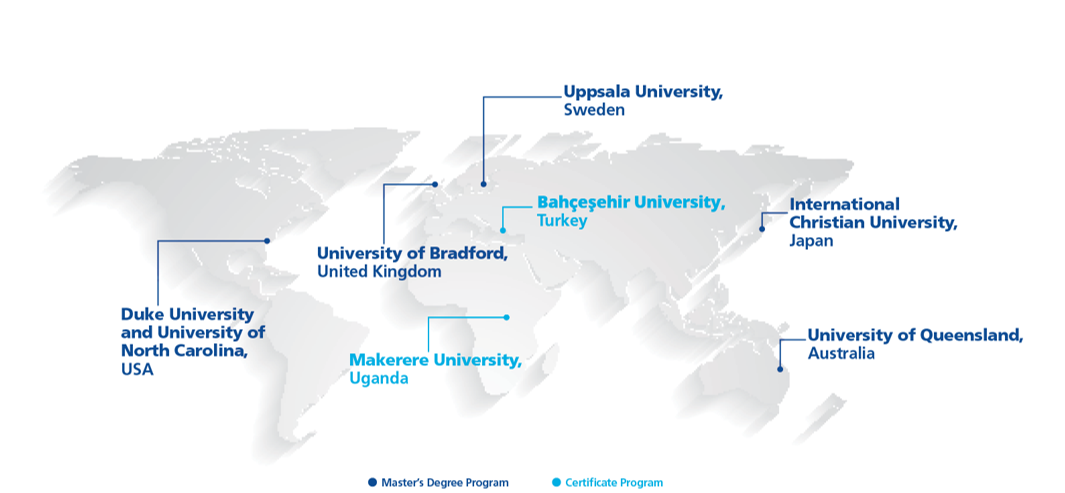 Uppsala University,
Sweden
Bahçeşehir University,
Turkey
International
Christian University,
Japan
University of Bradford,
United Kingdom
Duke University
and University of
North Carolina,
USA
University of Queensland,
Australia
Makerere University,
Uganda
Master's Degree Program
Certificate Program